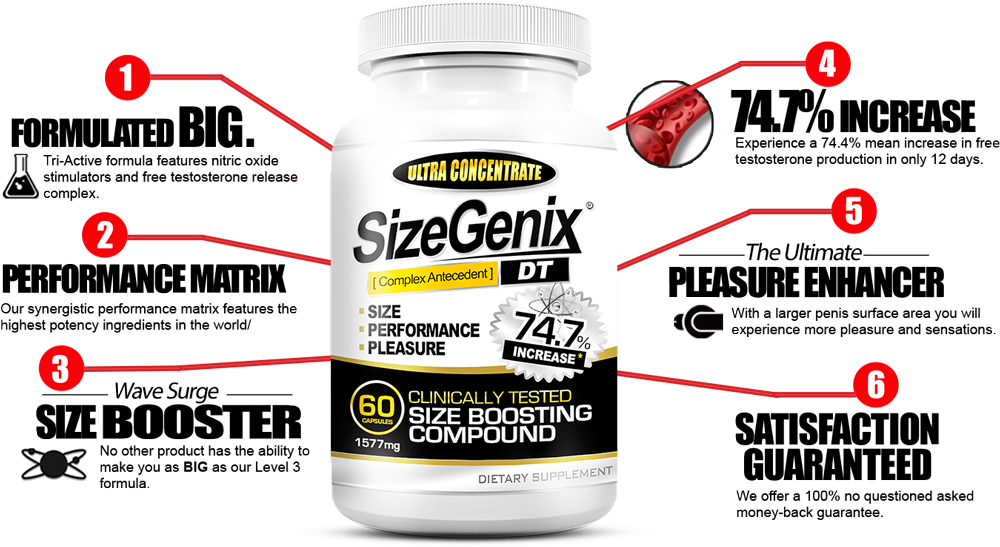 1
FORMULATED BIG.
Tri-Active formula features nitric oxide
stimulators and free testosterone release
complex.
2
PERFORMANCE MATRIX
Our synergistic performance matrix features the
highest potency ingredients in the world/
3
Wave Surge
SIZE BOOSTER
No other product has the ability to
make you as BIG as our Level 3
formula.
ULTRA CONCENTRATE
SizeGenix®
[ Complex Antecedent ] DT
SIZE
PERFORMANCE
PLEASURE
74.7%
INCREASE*
60
CAPSULES
1577mg
CLINICALLY TESTED
SIZE BOOSTING
COMPOUND
DIETARY SUPPLEMENT
4
74.7% INCREASE
Experience a 74.4% mean increase in free
testosterone production in only 12 days.
5
The Ultimate
PLEASURE ENHANCER
With a larger penis surface area you will
experience more pleasure and sensations.
6
SATISFACTION
GUARANTEED
We offer a 100% no questioned asked
money-back guarantee.